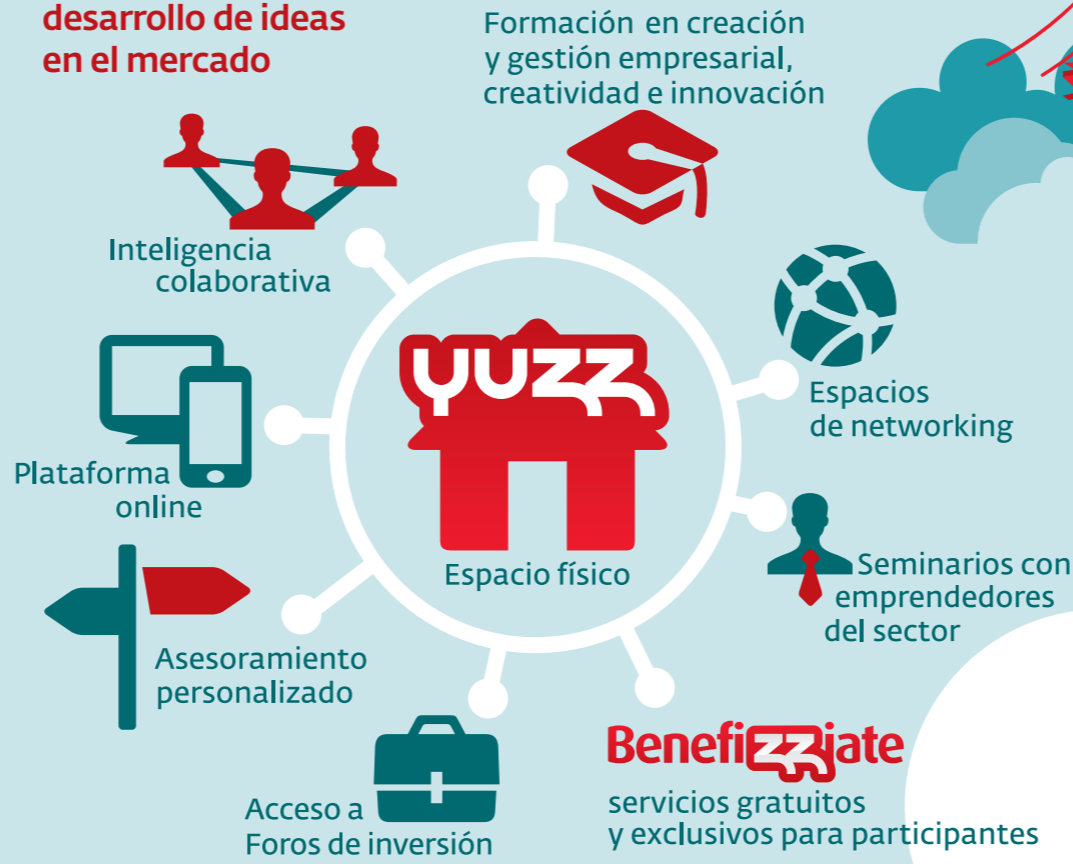 desarrollo de ideas
en el mercado
Formación en creación
y gestión empresarial,
creatividad e innovación
Inteligencia
colaborativa
yuzz
Espacios
de networking
Plataforma
online
Espacio físico
Seminarios con
emprendedores
del sector
Asesoramiento
personalizado
Benefizzjate
servicios gratuitos
y exclusivos para participantes
Acceso a
Foros de inversión